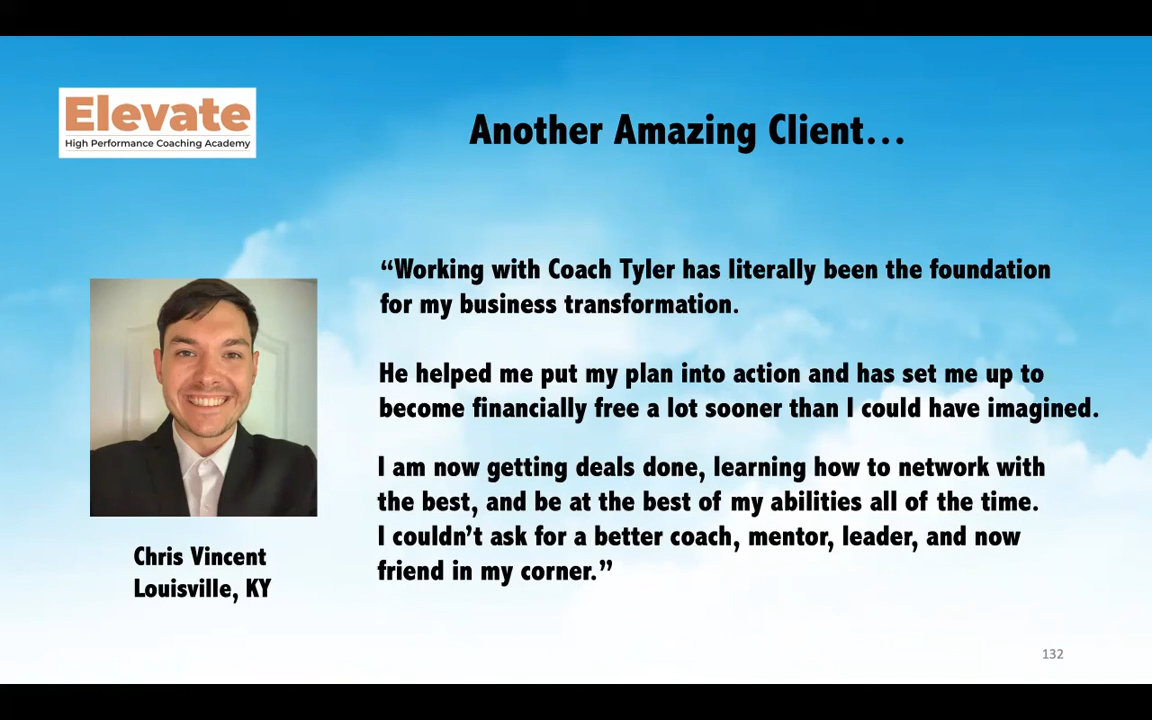 Elevate
High Performance Coaching Academy
Another Amazing Client…
“Working with Coach Tyler has literally been the foundation
for my business transformation.
He helped me put my plan into action and has set me up to
become financially free a lot sooner than I could have imagined.
I am now getting deals done, learning how to network with
the best, and be at the best of my abilities all of the time.
I couldn’t ask for a better coach, mentor, leader, and now
friend in my corner.”
Chris Vincent
Louisville, KY
132